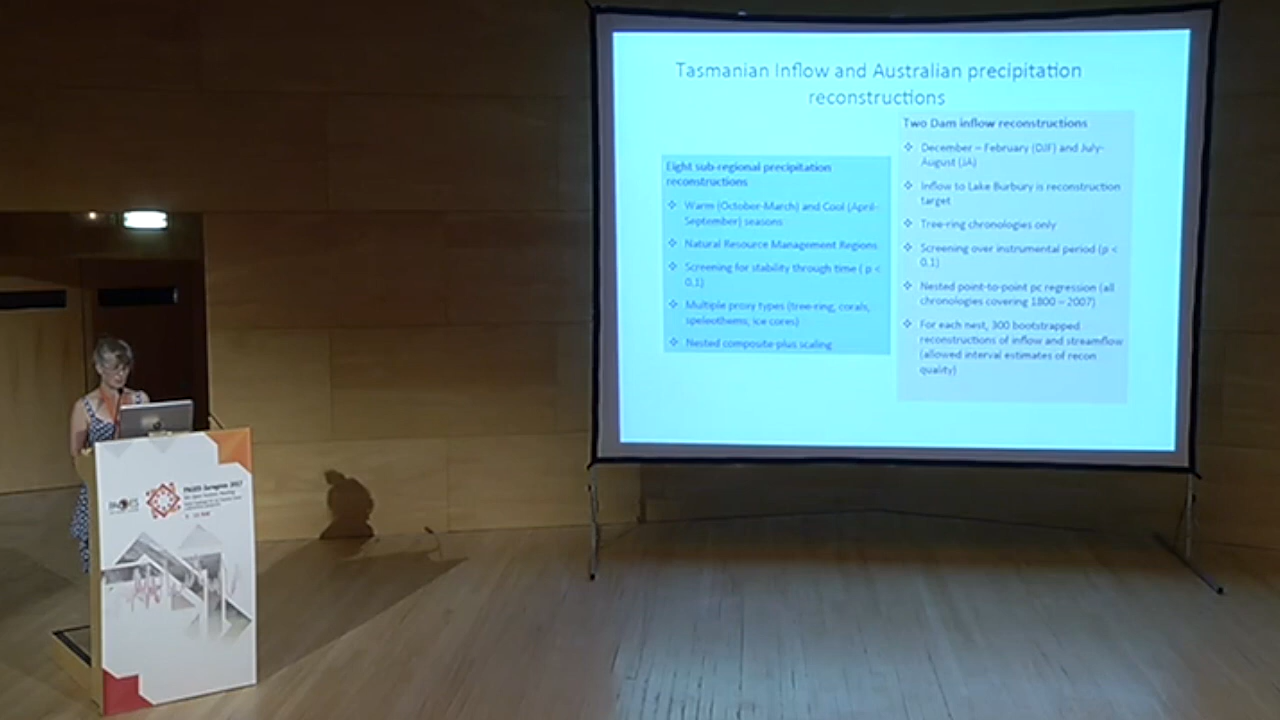 Tasmanian Inflow and Australian precipitation
reconstructions
Eight sub-regional precipitation
reconstructions
❖ Warm (October-March) and Cool (April-
September) seasons
❖ Natural Resource Management Regions
❖ Screening for stability through time ( p <
0.1)
❖ Multiple proxy types (tree-ring, corals,
speleothems, ice cores)
❖ Nested composite-plus scaling
Two Dam inflow reconstructions
❖ December – February (DJF) and July-
August (JA)
❖ Inflow to Lake Burbury is reconstruction
target
❖ Tree-ring chronologies only
❖ Screening over instrumental period (p <
0.1)
❖ Nested point-to-point pc regression (all
chronologies covering 1800 – 2007)
❖ For each nest, 300 bootstrapped
reconstructions of inflow and streamflow
(allowed interval estimates of recon
quality)
PAGES
PAGES Zaragoza 2017